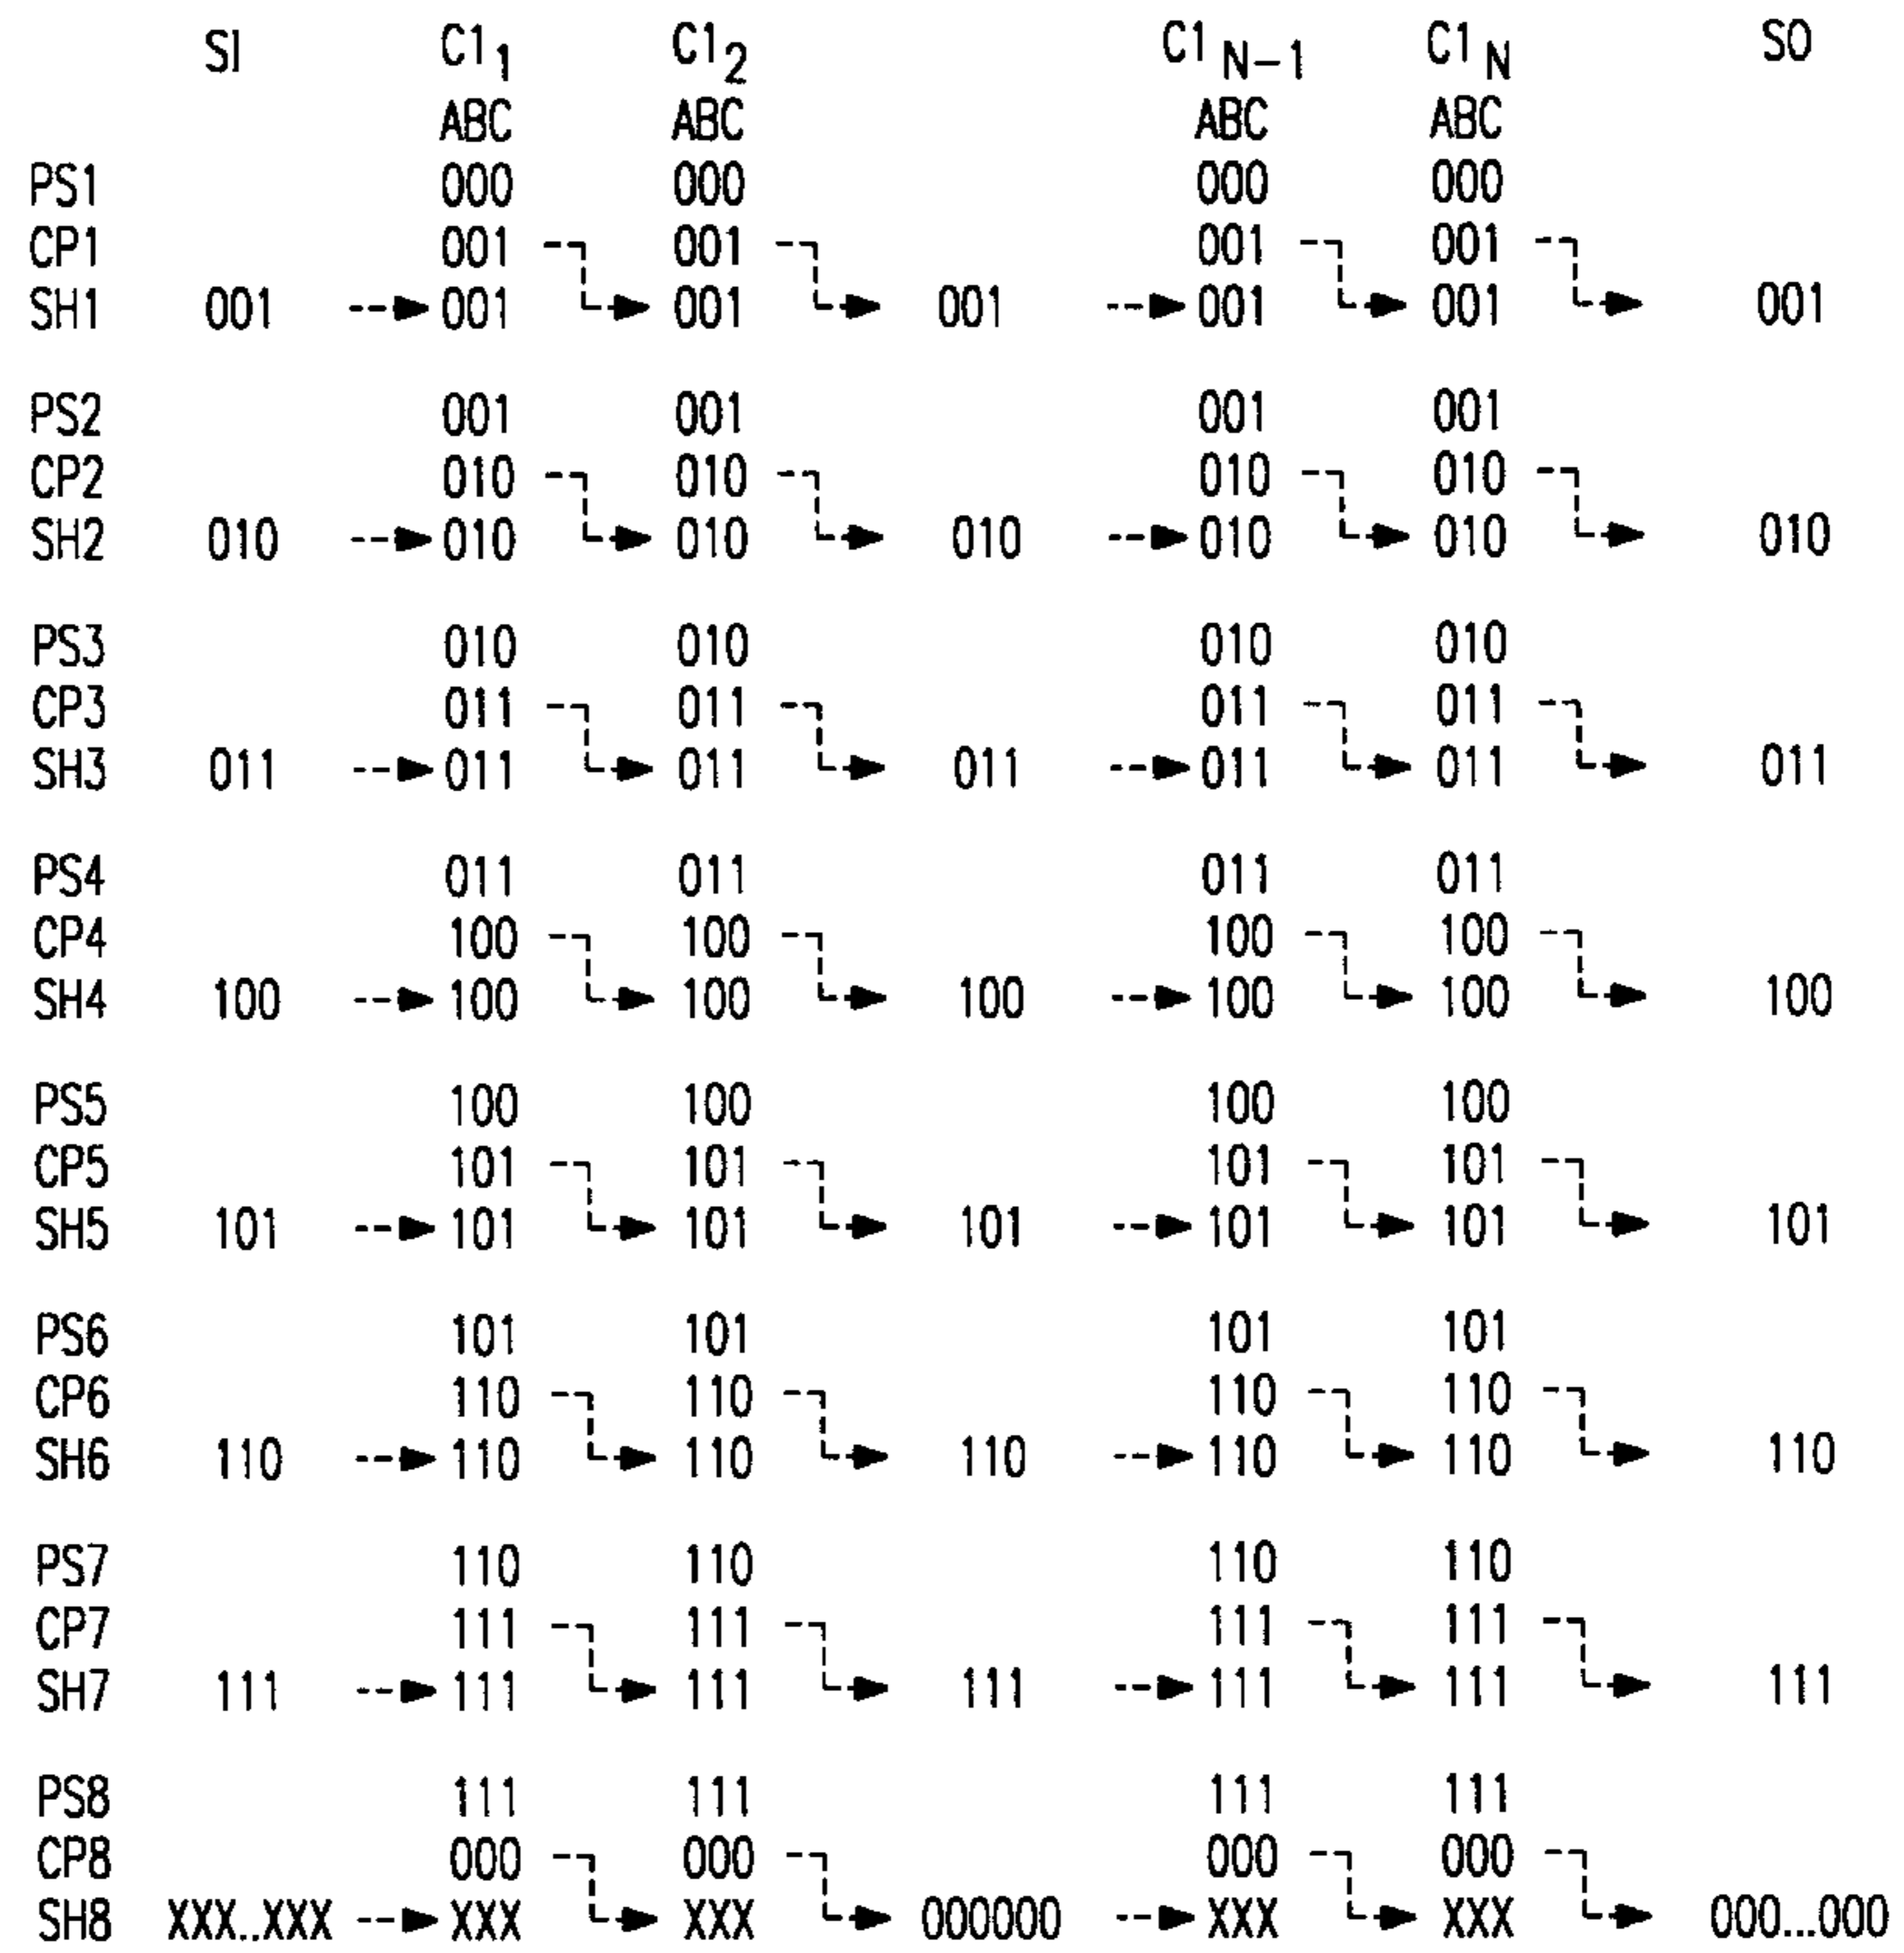 SI C1₁ C1₂ C1 N-1 C1 N SO
ABC ABC ABC ABC
PS1 000 000 000 000
CP1 001 001 001 001
SH1 001 001 001 001 001 001 001
PS2 001 001 001 001
CP2 010 010 010 010
SH2 010 010 010 010 010 010 010
PS3 010 010 010 010
CP3 011 011 011 011
SH3 011 011 011 011 011 011 011
PS4 011 011 011 011
CP4 100 100 100 100
SH4 100 100 100 100 100 100 100
PS5 100 100 100 100
CP5 101 101 101 101
SH5 101 101 101 101 101 101 101
PS6 101 101 101 101
CP6 110 110 110 110
SH6 110 110 110 110 110 110 110
PS7 110 110 110 110
CP7 111 111 111 111
SH7 111 111 111 111 111 111 111
PS8 111 111 111 111
CP8 000 000 000 000
SH8 XXX..XXX XXX XXX 000000 XXX XXX 000...000